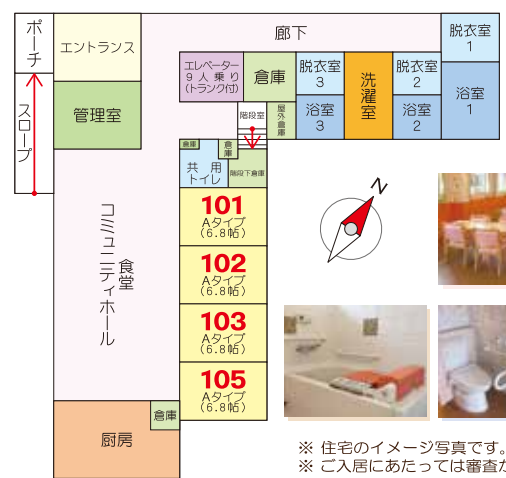 ポーチ
スロープ
エントランス
管理室
廊下
エレベーター
9人乗り
(トランク付)
倉庫
脱衣室
3
浴室
3
洗濯室
脱衣室
2
浴室
2
脱衣室
1
浴室
1
階段室
屋外倉庫
倉庫
倉庫
共用
トイレ
階段下倉庫
101
Aタイプ
(6.8帖)
102
Aタイプ
(6.8帖)
103
Aタイプ
(6.8帖)
105
Aタイプ
(6.8帖)
食堂
コミュニティホール
倉庫
厨房
N
※ 住宅のイメージ写真です。
※ ご入居にあたっては審査